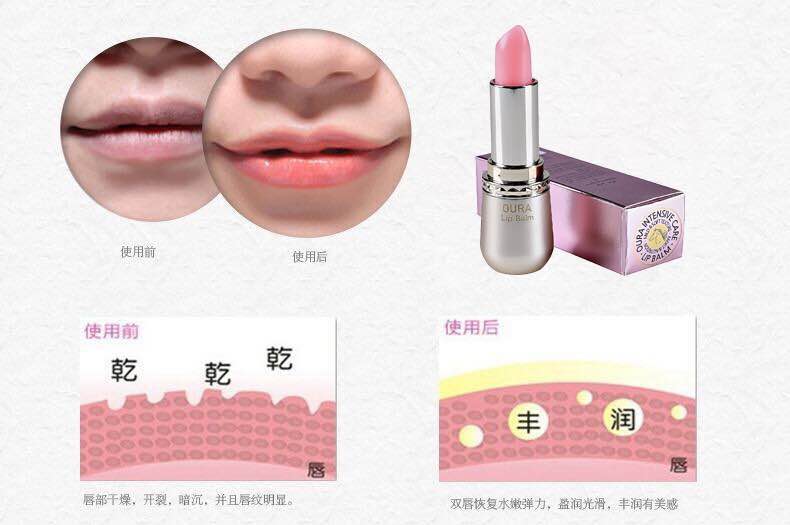 OURA
Lip Balm
OURA INTENSIVE CARE
LIP BALM
使用前
使用后
使用前
乾
乾
乾
唇
唇部干燥，开裂，暗沉，并且唇纹明显。
使用后
丰
润
唇
双唇恢复水嫩弹力，盈润光滑，丰润有美感